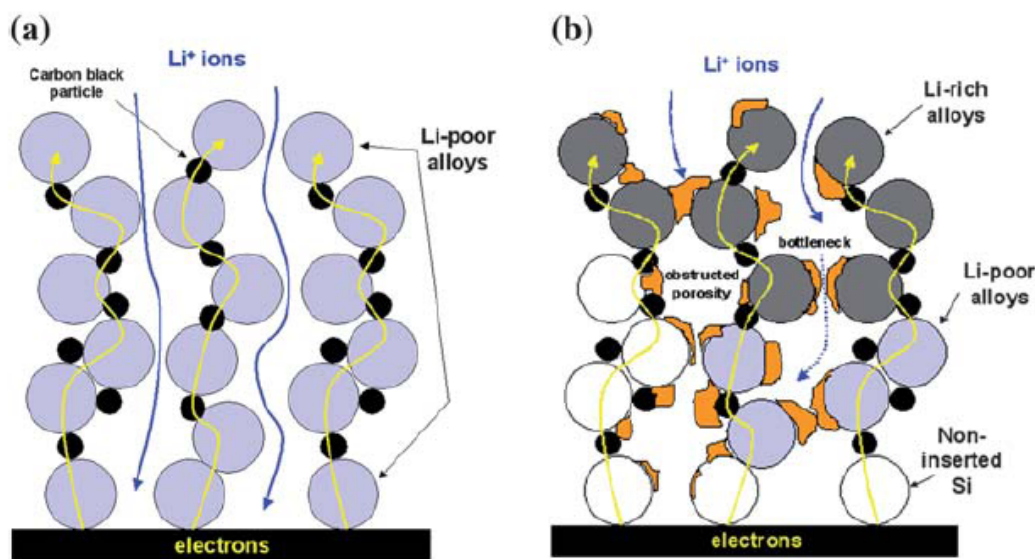 (a)
Li+ ions
Carbon black
particle
Li-poor
alloys
electrons
(b)
Li+ ions
Li-rich
alloys
bottleneck
obstructed
porosity
Li-poor
alloys
Non-
inserted
Si
electrons